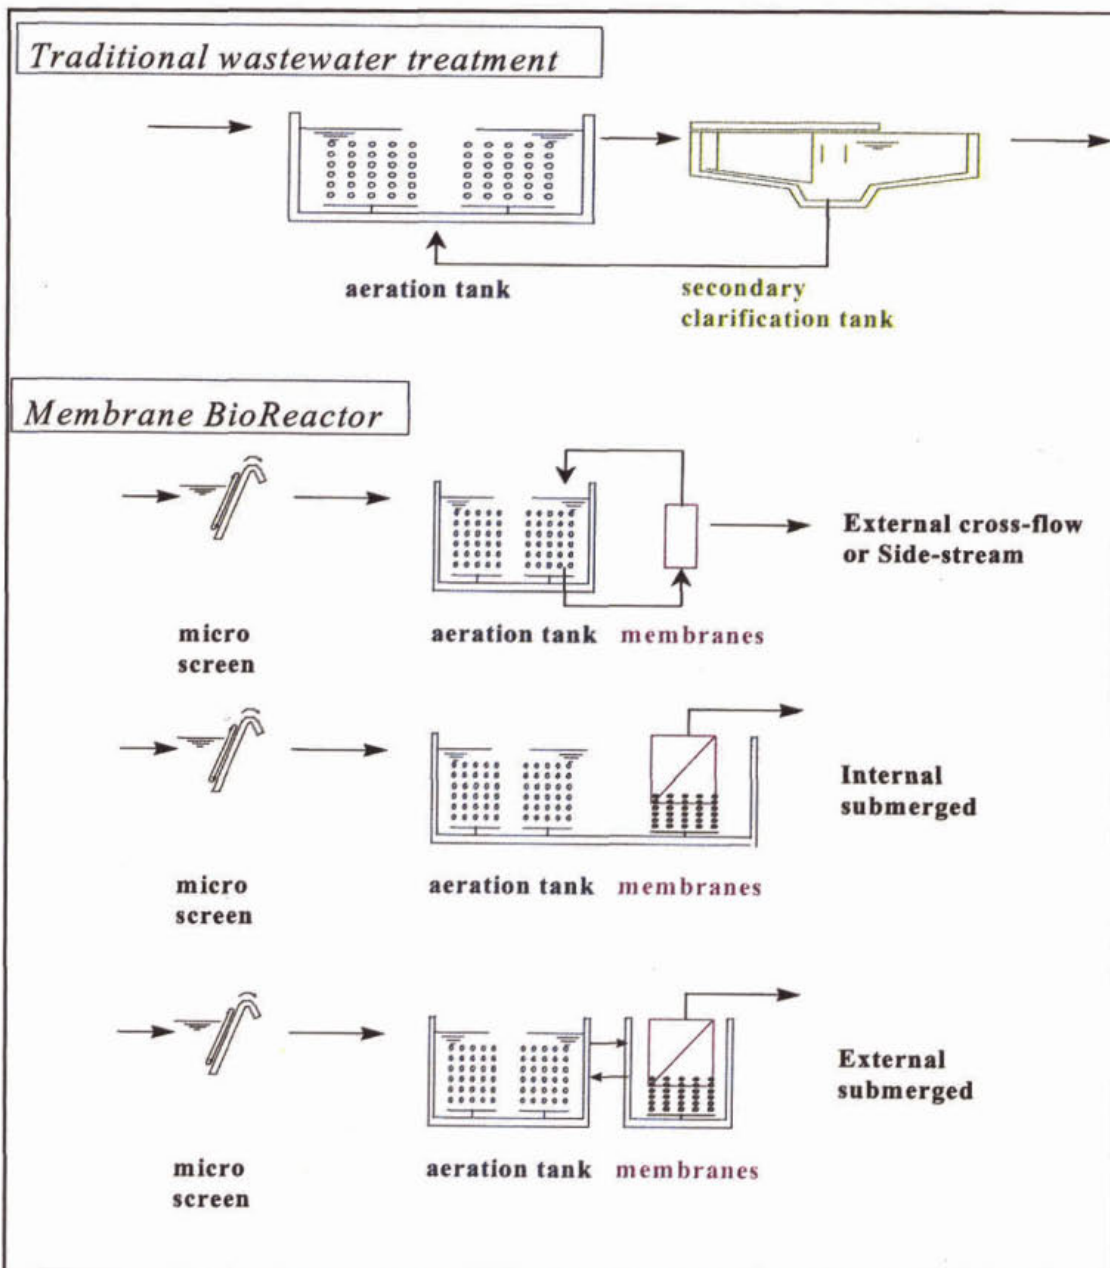 Traditional wastewater treatment
aeration tank
secondary
clarification tank
Membrane BioReactor
External cross-flow
or Side-stream
micro
screen
aeration tank
membranes
Internal
submerged
micro
screen
aeration tank
membranes
External
submerged
micro
screen
aeration tank
membranes